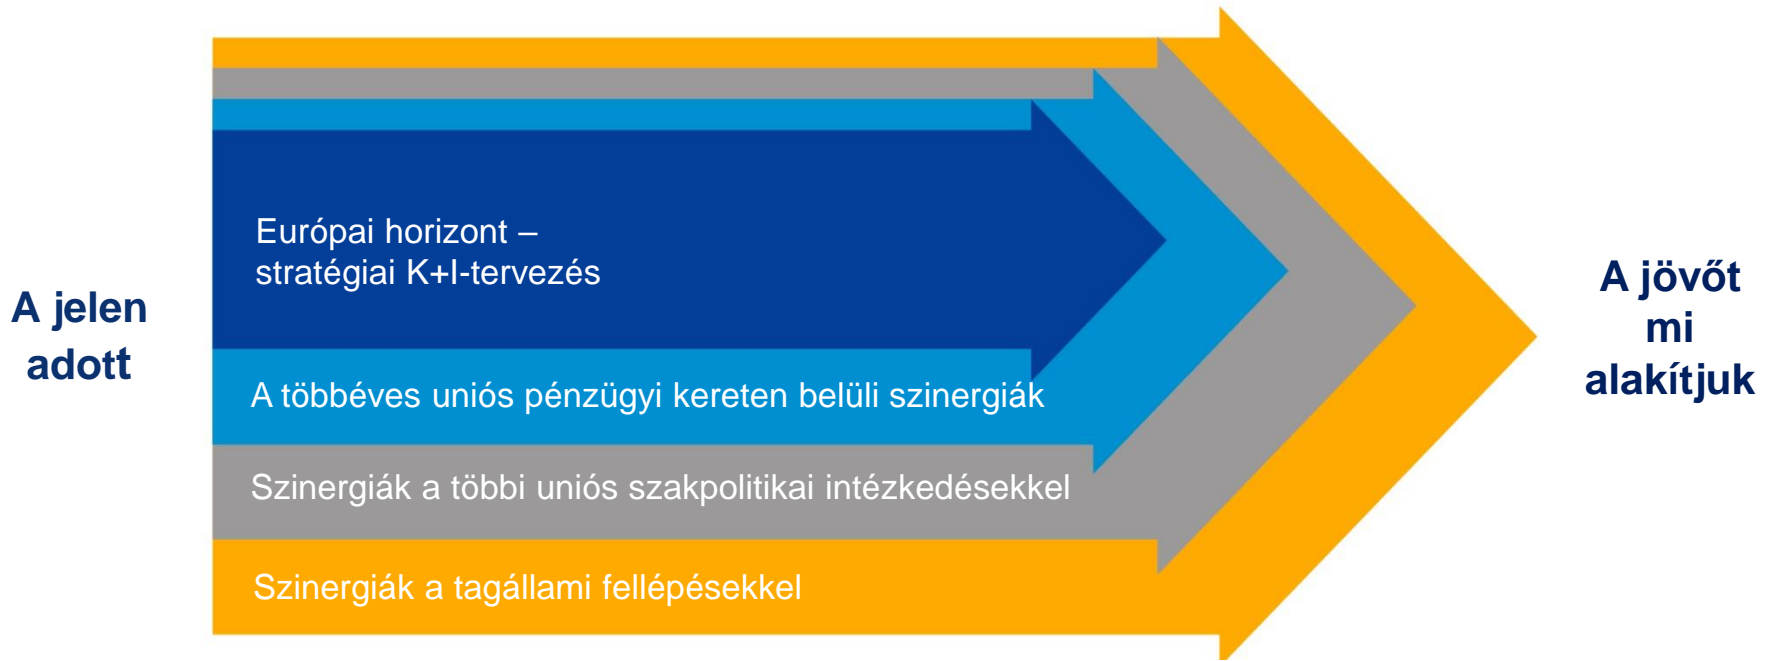 A jelen
adott
Európai horizont –
stratégiai K+I-tervezés
A többéves uniós pénzügyi kereten belüli szinergiák
Szinergiák a többi uniós szakpolitikai intézkedésekkel
Szinergiák a tagállami fellépésekkel
A jövőt
mi
alakítjuk